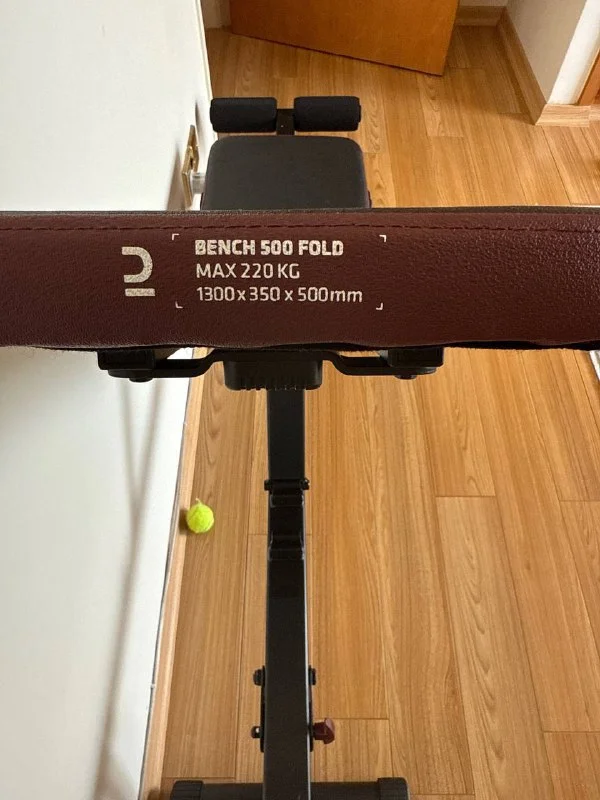 BENCH 500 FOLD
MAX 220 KG
1300 x 350 x 500mm